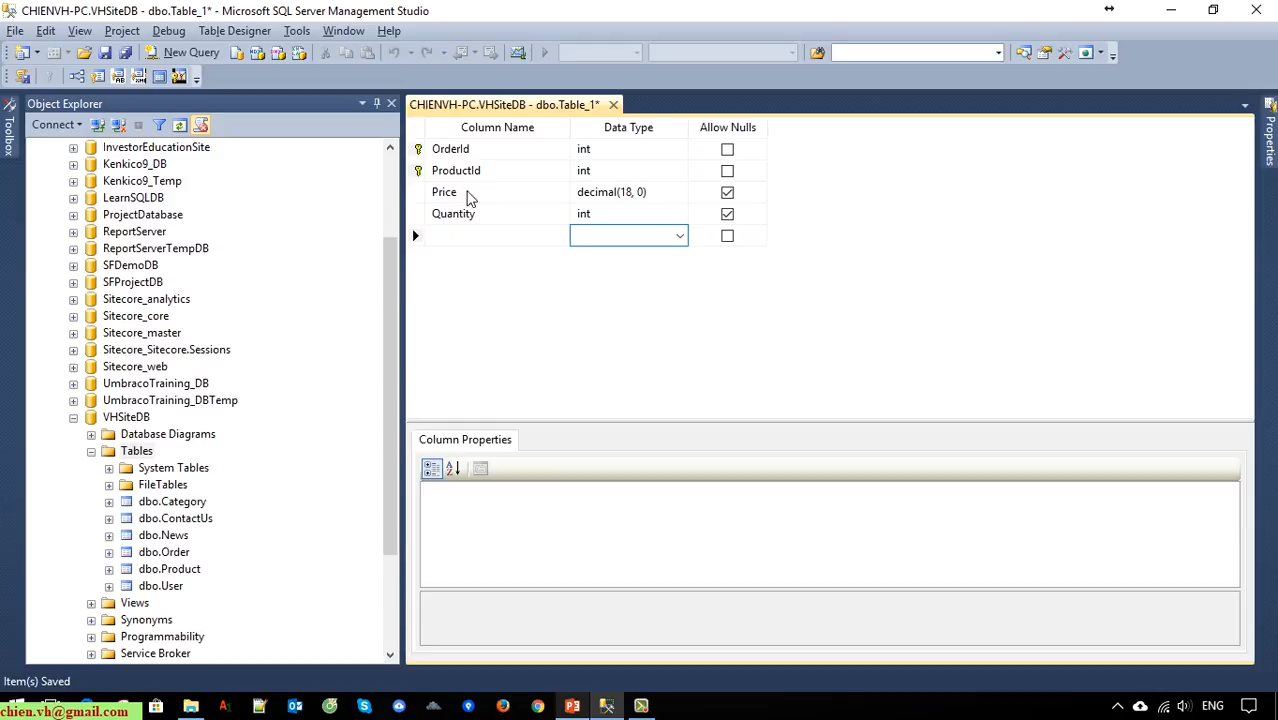 CHIENVH-PC.VHSiteDB - dbo.Table_1* - Microsoft SQL Server Management Studio
File Edit View Project Debug Table Designer Tools Window Help
New Query
Object Explorer
Connect
Toolbox
InvestorEducationSite
Kenkico9_DB
Kenkico9_Temp
LearnSQLDB
ProjectDatabase
ReportServer
ReportServerTempDB
SFDemoDB
SFProjectDB
Sitecore_analytics
Sitecore_core
Sitecore_master
Sitecore_Sitecore.Sessions
Sitecore_web
UmbracoTraining_DB
UmbracoTraining_DBTemp
VHSiteDB
Database Diagrams
Tables
System Tables
FileTables
dbo.Category
dbo.ContactUs
dbo.News
dbo.Order
dbo.Product
dbo.User
Views
Synonyms
Programmability
Service Broker
CHIENVH-PC.VHSiteDB - dbo.Table_1*
Column Name Data Type Allow Nulls
OrderId int
ProductId int
Price decimal(18, 0)
Quantity int
Column Properties
Properties
Item(s) Saved
chien.vh@gmail.com
ENG